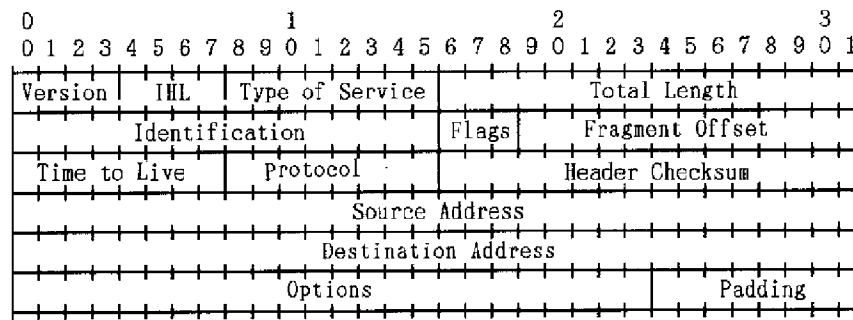 0 1 2 3
0 1 2 3 4 5 6 7 8 9 0 1 2 3 4 5 6 7 8 9 0 1 2 3 4 5 6 7 8 9 0 1
Version IHL Type of Service Total Length
Identification Flags Fragment Offset
Time to Live Protocol Header Checksum
Source Address
Destination Address
Options Padding